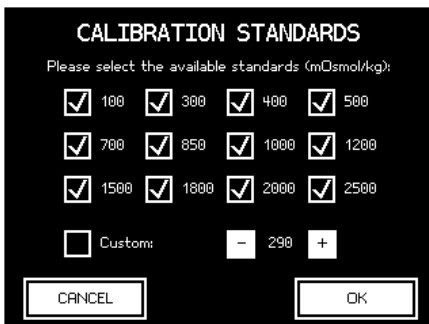 CALIBRATION STANDARDS
Please select the available standards (mOsmol/kg):
100 300 400 500
700 850 1000 1200
1500 1800 2000 2500
Custom: - 290 +
CANCEL OK